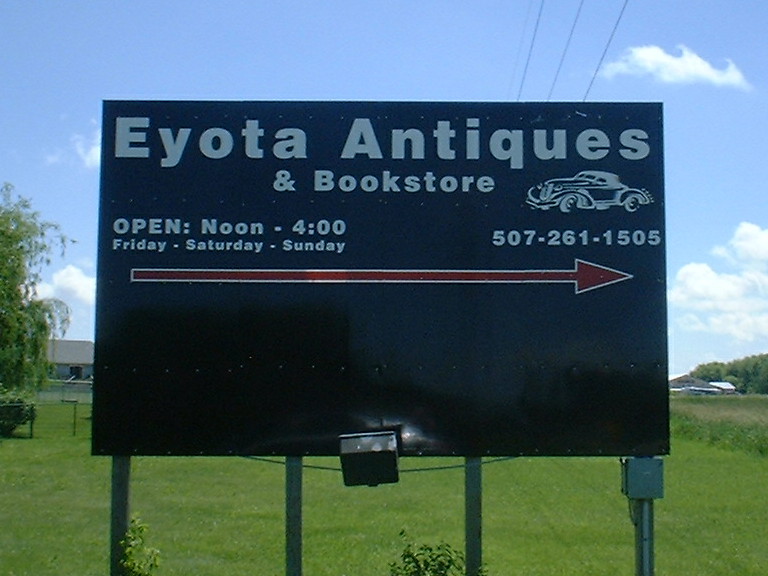 Eyota Antiques
& Bookstore
OPEN: Noon - 4:00
Friday - Saturday - Sunday
507-261-1505